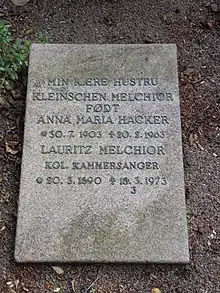 MIN KÆRE HUSTRU
KLEINSCHEN MELCHIOR
FØDT
ANNA MARIA HACKER
* 30. 7. 1903 ✝ 20. 2. 1963
LAURITZ MELCHIOR
KGL. KAMMERSANGER
* 20. 3. 1890 ✝ 18. 3. 1973
3